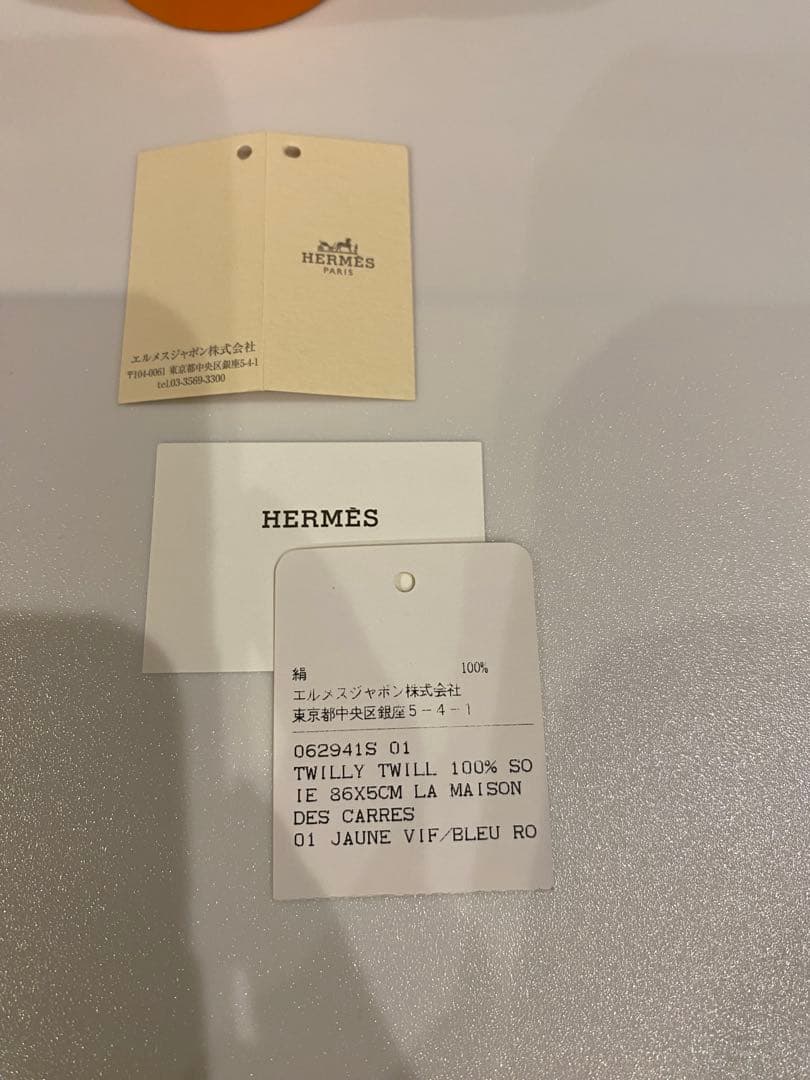 HERMÈS
PARIS
エルメスジャポン株式会社
〒104-0061 東京都中央区銀座5-4-1
tel.03-3569-3300
HERMÈS
絹 100%
エルメスジャポン株式会社
東京都中央区銀座5-4-1
062941S 01
TWILLY TWILL 100% SO
IE 86X5CM LA MAISON
DES CARRES
01 JAUNE VIF/BLEU RO